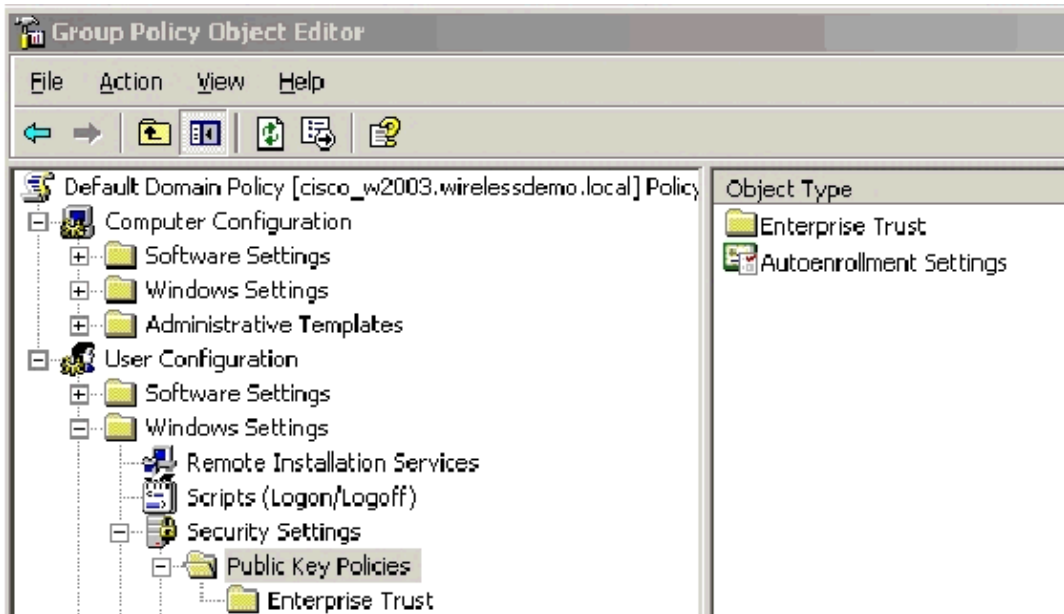 Group Policy Object Editor
File Action View Help
Default Domain Policy [cisco_w2003.wirelessdemo.local] Policy
Computer Configuration
Software Settings
Windows Settings
Administrative Templates
User Configuration
Software Settings
Windows Settings
Remote Installation Services
Scripts (Logon/Logoff)
Security Settings
Public Key Policies
Enterprise Trust
Object Type
Enterprise Trust
Autoenrollment Settings